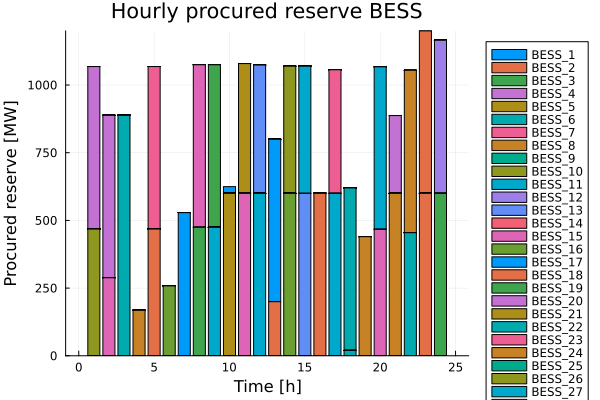 Hourly procured reserve BESS
Procured reserve [MW]
1000
750
500
250
0
0 5 10 15 20 25
Time [h]
BESS_1
BESS_2
BESS_3
BESS_4
BESS_5
BESS_6
BESS_7
BESS_8
BESS_9
BESS_10
BESS_11
BESS_12
BESS_13
BESS_14
BESS_15
BESS_16
BESS_17
BESS_18
BESS_19
BESS_20
BESS_21
BESS_22
BESS_23
BESS_24
BESS_25
BESS_26
BESS_27